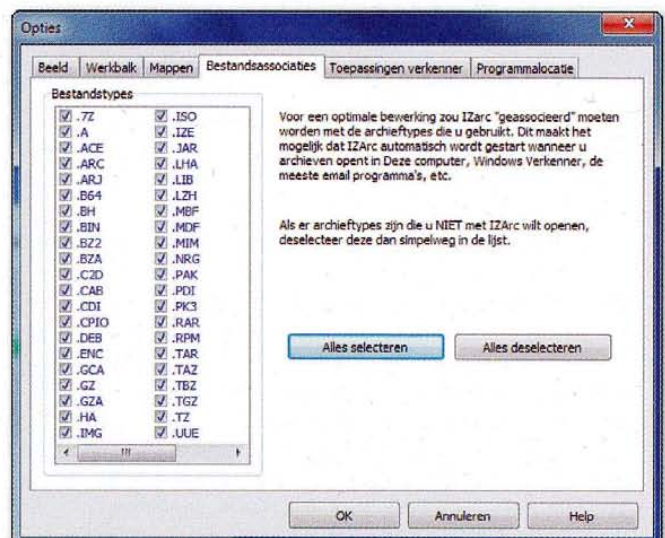 Opties
Beeld Werkbalk Mappen Bestandsassociaties Toepassingen verkenner Programmalocatie
Bestandstypes
.7Z
.A
.ACE
.ARC
.ARJ
.B64
.BH
.BIN
.BZ2
.BZA
.C2D
.CAB
.CDI
.CPIO
.DEB
.ENC
.GCA
.GZ
.GZA
.HA
.IMG
.ISO
.IZE
.JAR
.LHA
.LIB
.LZH
.MBF
.MDF
.MIM
.NRG
.PAK
.PDI
.PK3
.RAR
.RPM
.TAR
.TAZ
.TBZ
.TGZ
.TZ
.UUE
Voor een optimale bewerking zou IZarc "geassocieerd" moeten
worden met de archieftypes die u gebruikt. Dit maakt het
mogelijk dat IZArc automatisch wordt gestart wanneer u
archieven opent in Deze computer, Windows Verkenner, de
meeste email programma's, etc.
Als er archieftypes zijn die u NIET met IZArc wilt openen,
deselecteer deze dan simpelweg in de lijst.
Alles selecteren
Alles deselecteren
OK
Annuleren
Help